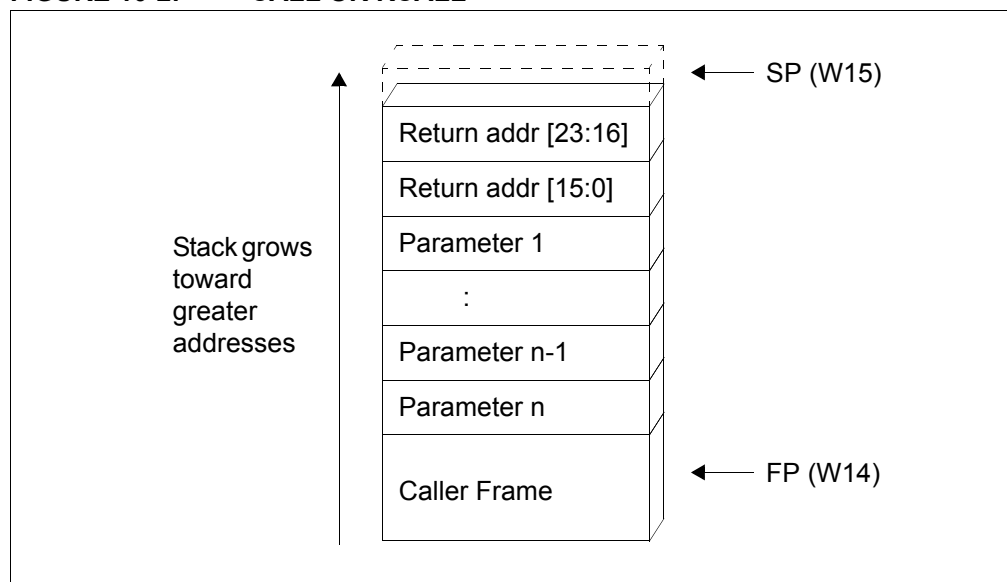 SP (W15)
Return addr [23:16]
Return addr [15:0]
Parameter 1
:
Parameter n-1
Parameter n
Caller Frame
FP (W14)
Stack grows
toward
greater
addresses